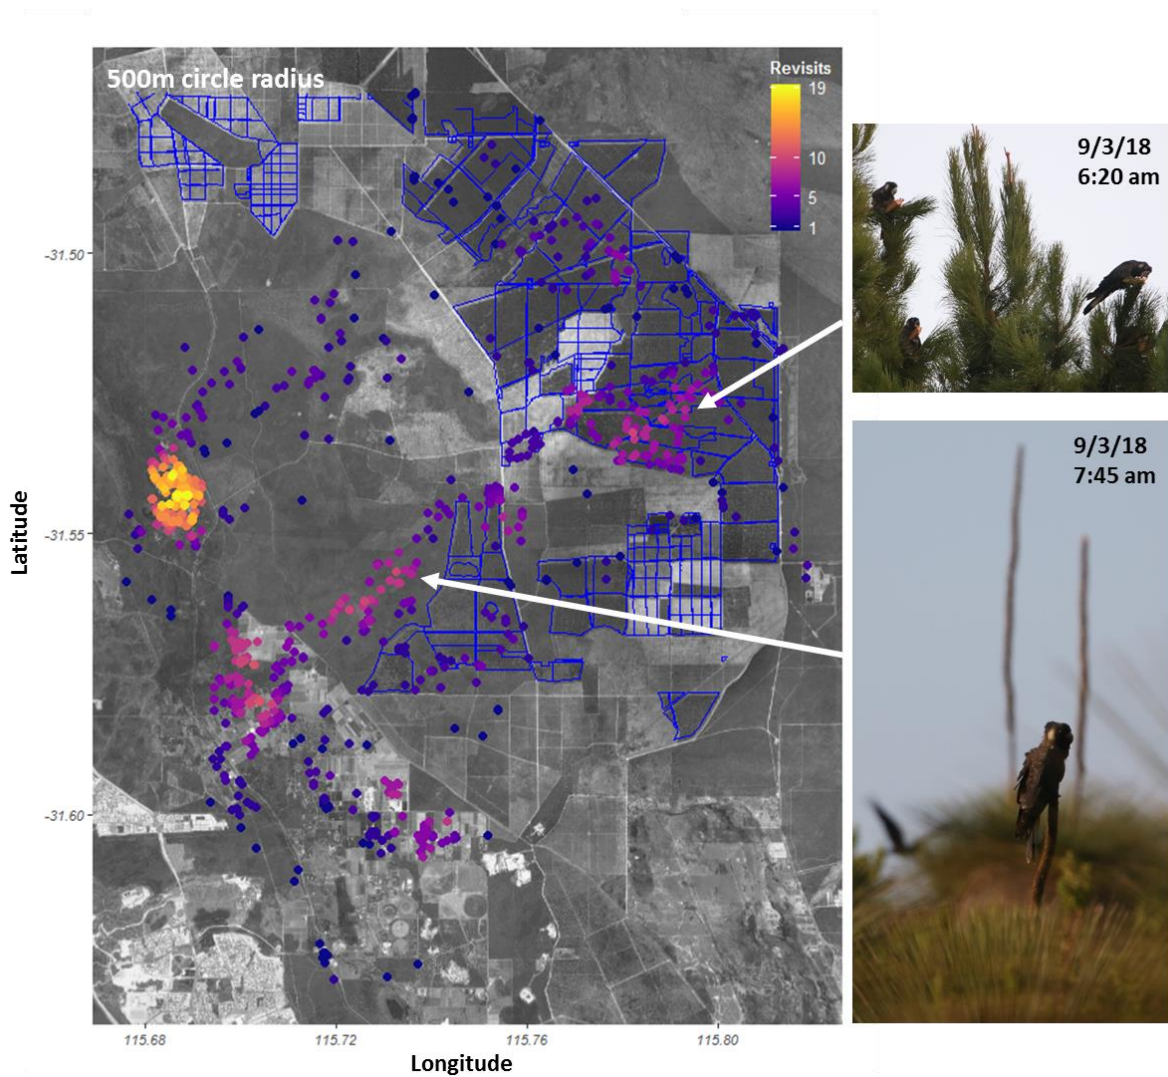 500m circle radius
Revisits
19
10
5
1
-31.50
-31.55
-31.60
Latitude
115.68
115.72
115.76
115.80
Longitude
9/3/18
6:20 am
9/3/18
7:45 am